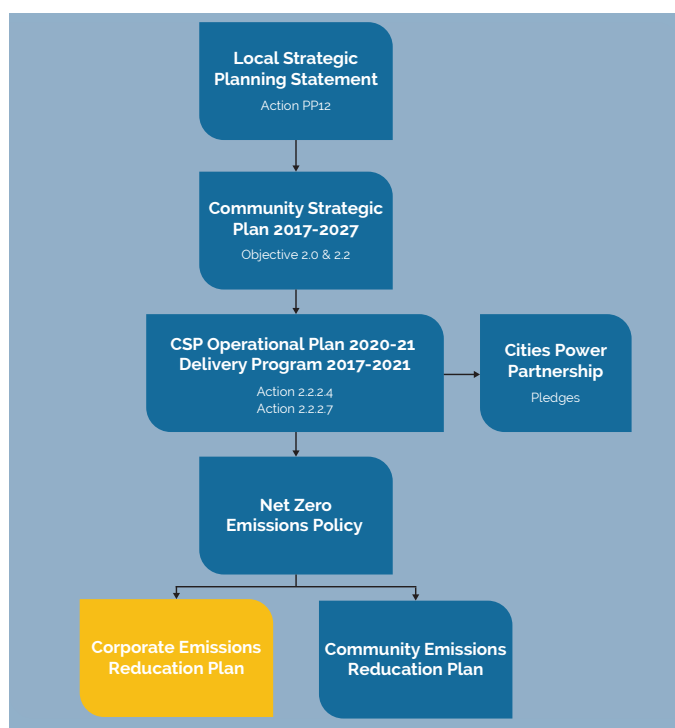 Local Strategic
Planning Statement
Action PP12
Community Strategic
Plan 2017-2027
Objective 2.0 & 2.2
CSP Operational Plan 2020-21
Delivery Program 2017-2021
Action 2.2.2.4
Action 2.2.2.7
Cities Power
Partnership
Pledges
Net Zero
Emissions Policy
Corporate Emissions
Reducation Plan
Community Emissions
Reducation Plan